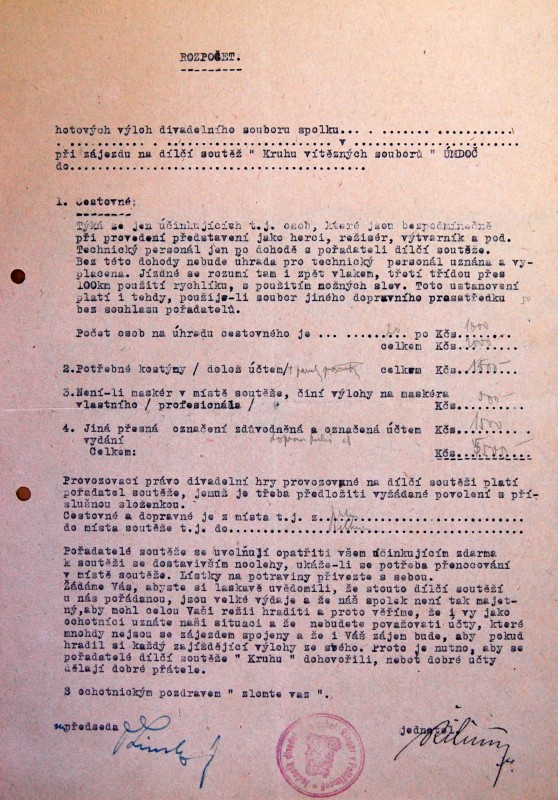 ROZPOČET.
hotových výloh divadelního souboru spolku... . ....... ............
. ..... ....... ...... ........ v ..................
při zájezdu na dílčí soutěž " Kruhu vítězných souborů " ÚMDOČ
do............................................
1. Cestovné:
Týká se jen účinkujících t.j. osob, které jsou bezpodmínečně
při provedení představení jako herci, režisér, výtvarník a pod.
Technický personál jen po dohodě s pořadateli dílčí soutěže.
Bez této dohody nebude úhrada pro technický personál uznána a vy-
placena. Jízdné se rozumí tam i zpět vlakem, třetí třídou přes
100km použití rychlíku, s použitím možných slev. Toto ustanovení
platí i tehdy, použije-li soubor jiného dopravního prostředku
bez souhlasu pořadatelů.
50
Počet osob na úhradu cestovného je ... .......20 po Kčs.1000
celkem Kčs.
2.Potřebné kostýmy / dolož účtem/ celkem Kčs.1500
3.Není-li maskér v místě soutěže, činí výlohy na maskéra
vlastního / profesionála / Kčs.
4. Jiná přesná označení zdůvodněná a označená účtem Kčs.1000
vydání
Celkem: Kčs.
Provozovací právo divadelní hry provozované na dílčí soutěži platí
pořadatel soutěže, jemuž je třeba předložiti vyžádané povolení s pří-
slušnou složenkou.
Cestovné a dopravné je z místa t.j. z.......................
do místa soutěže t.j. do.......................
Pořadatelé soutěže se uvolňují opatřiti všem účinkujícím zdarma
k soutěži se dostavivším noclehy, ukáže-li se potřeba přenocování
v místě soutěže. Lístky na potraviny přivezte s sebou.
Žádáme Vás, abyste si laskavě uvědomili, že s touto dílčí soutěží
u nás pořádanou, jsou velké výdaje a že náš spolek není tak majet-
ný,aby mohl celou Vaši režii hraditi a proto věříme, že i vy jako
ochotníci uznáte naši situaci a že nebudete považovati účty, které
mnohdy nejsou se zájezdem spojeny a že i Váš zájem bude, aby pokud
hradil si každý zajíždějící výlohy ze svého. Proto je nutno, aby se
pořadatelé dílčí soutěže " Kruhu " dohovořili, neboť dobré účty
dělají dobré přátele.
S ochotnickým pozdravem " zlomte vaz ".
předseda jednatel